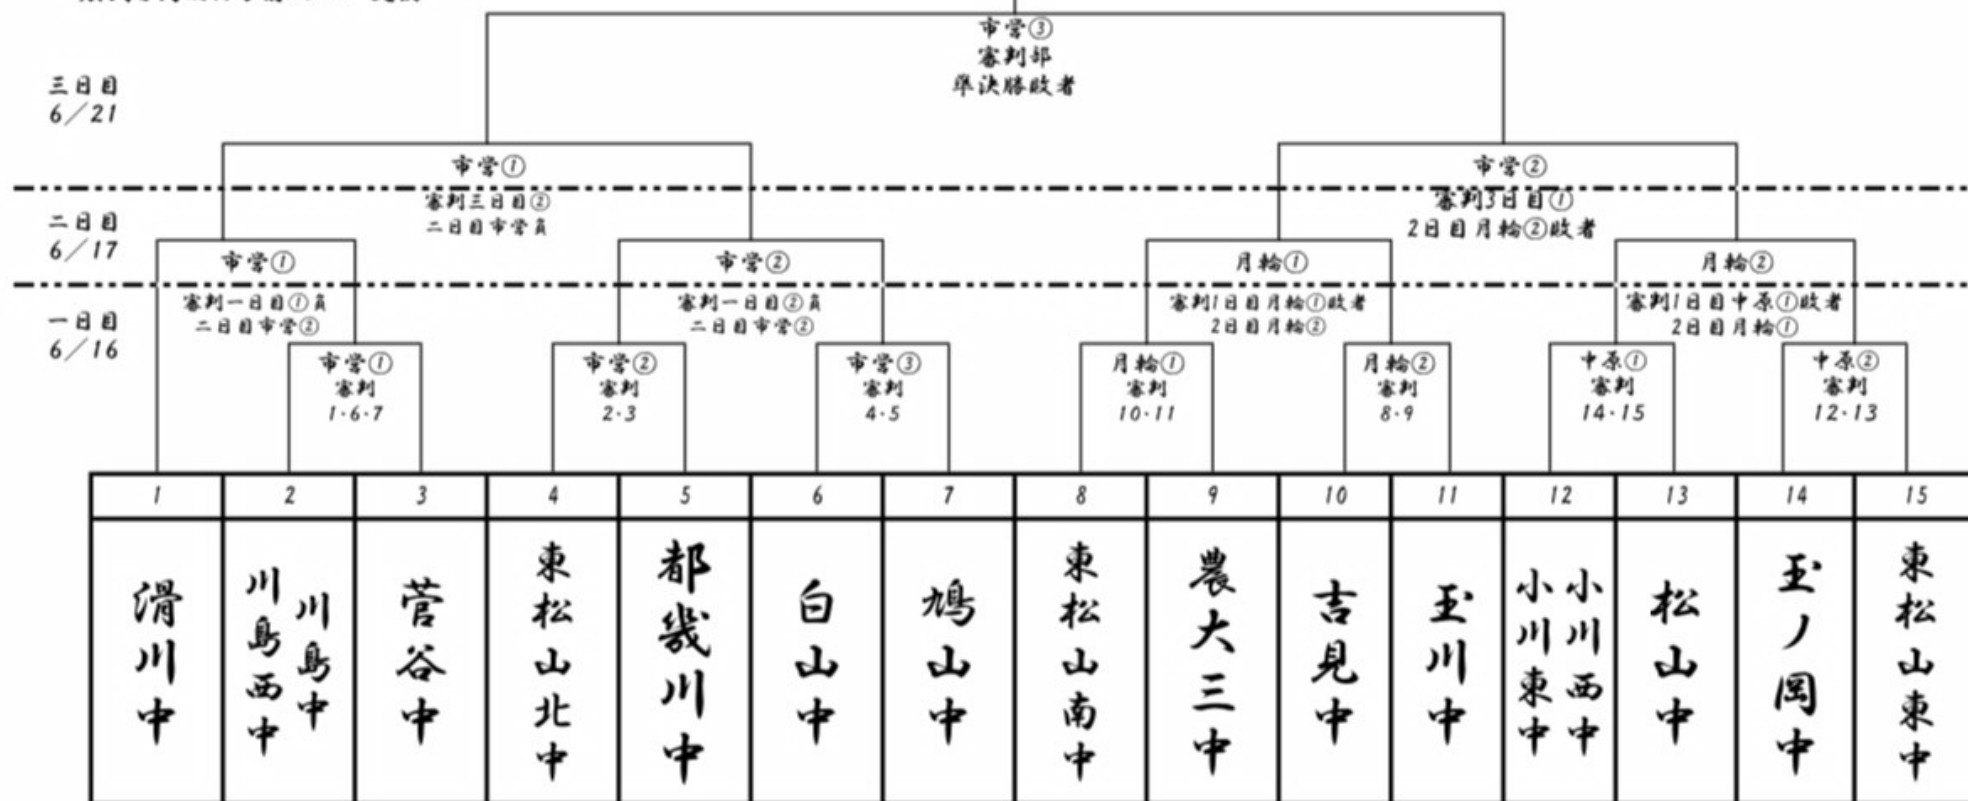 市営③
審判部
準決勝敗者
三日目
6/21
市営①
市営②
審判三日目②
二日目市営負
審判3日目①
2日目月輪②敗者
二日目
6/17
市営①
市営②
月輪①
月輪②
審判一日目①負
二日目市営②
審判一日目②負
二日目市営②
審判1日目月輪①敗者
2日目月輪②
審判1日目中原①敗者
2日目月輪①
一日目
6/16
市営①
審判
1・6・7
市営②
審判
2・3
市営③
審判
4・5
月輪①
審判
10・11
月輪②
審判
8・9
中原①
審判
14・15
中原②
審判
12・13
1
2
3
4
5
6
7
8
9
10
11
12
13
14
15
滑川中
川島中
川島西中
菅谷中
東松山北中
都幾川中
白山中
鳩山中
東松山南中
農大三中
吉見中
玉川中
小川西中
小川東中
松山中
玉ノ岡中
東松山東中